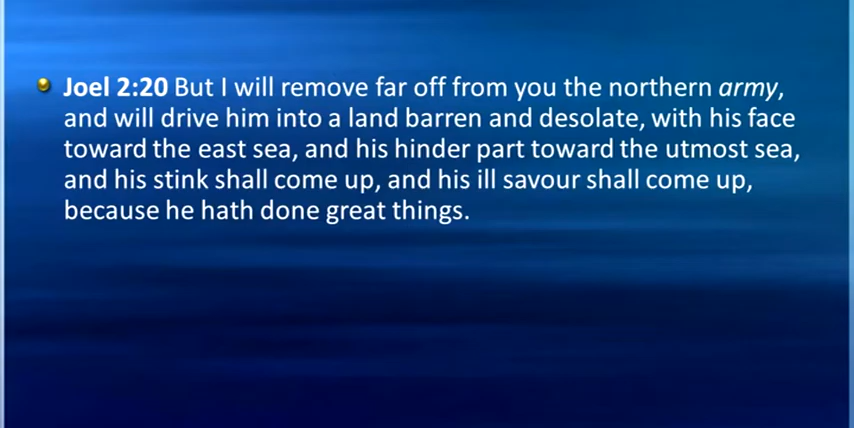 Joel 2:20 But I will remove far off from you the northern army,
and will drive him into a land barren and desolate, with his face
toward the east sea, and his hinder part toward the utmost sea,
and his stink shall come up, and his ill savour shall come up,
because he hath done great things.